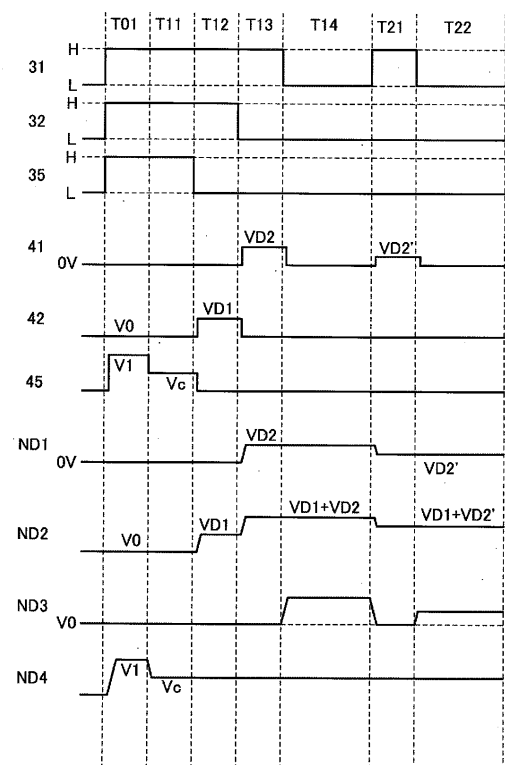 T01 T11 T12 T13 T14 T21 T22
H
31
L
H
32
L
H
35
L
VD2 VD2'
41
0V
VD1
42 V0
V1
45 Vc
VD2
ND1
0V VD2'
VD1+VD2 VD1+VD2'
VD1
ND2 V0
ND3
V0
V1
ND4 Vc